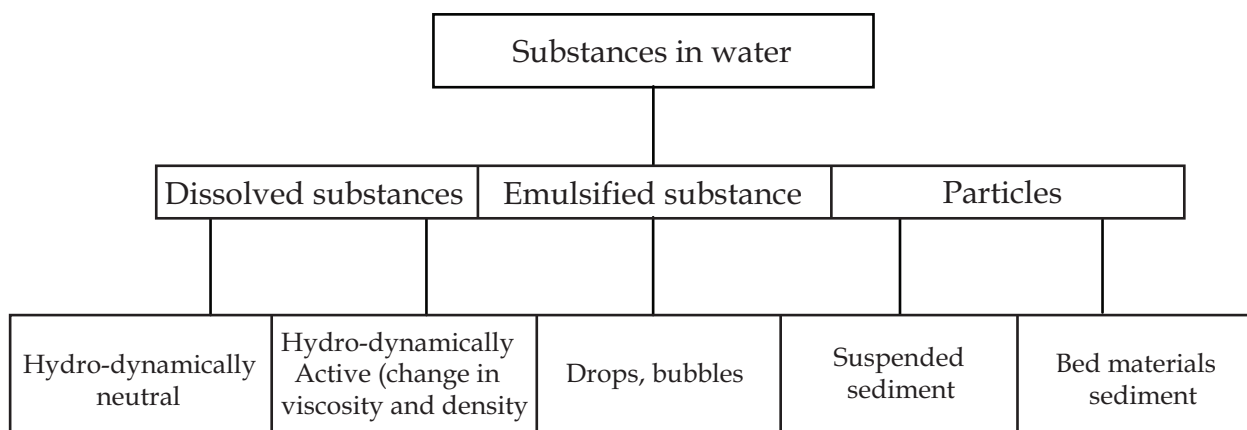 Substances in water
Dissolved substances
Emulsified substance
Particles
Hydro-dynamically
neutral
Hydro-dynamically
Active (change in
viscosity and density
Drops, bubbles
Suspended
sediment
Bed materials
sediment